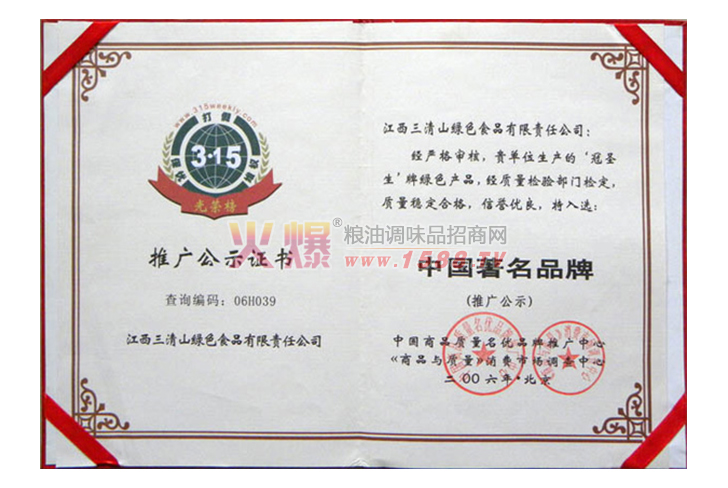 www.315weekly.com
打假
3·15
维权
光荣榜
推广公示证书
查询编码：06H039
江西三清山绿色食品有限责任公司
江西三清山绿色食品有限责任公司：
经严格审核，贵单位生产的‘冠圣
生’牌绿色产品，经质量检验部门检定，
质量稳定合格，信誉优良，特入选：
火爆®粮油调味品招商网
www.1588.TV
中国著名品牌
(推广公示)
中国商品质量名优品牌推广中心
《商品与质量》消费市场调查中心
二00六年·北京